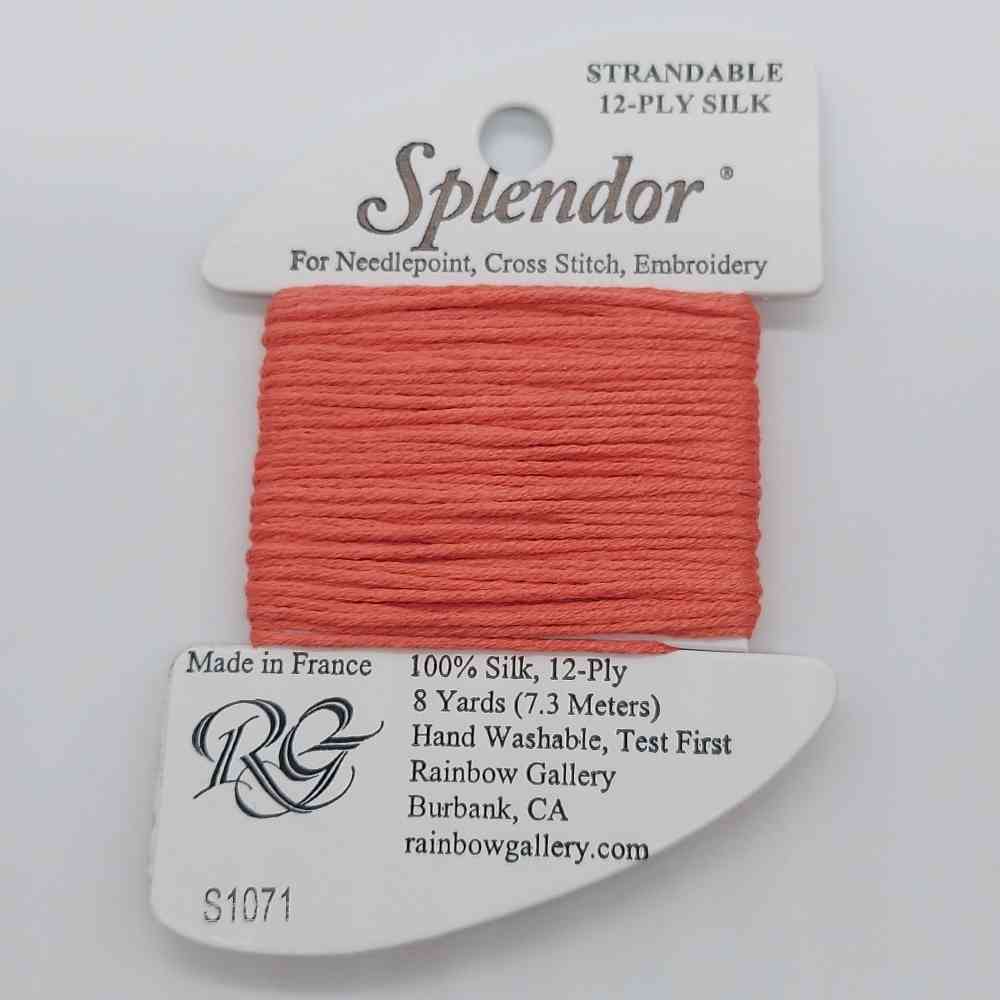 STRANDABLE
12-PLY SILK
Splendor®
For Needlepoint, Cross Stitch, Embroidery
Made in France
RG
100% Silk, 12-Ply
8 Yards (7.3 Meters)
Hand Washable, Test First
Rainbow Gallery
Burbank, CA
rainbowgallery.com
S1071